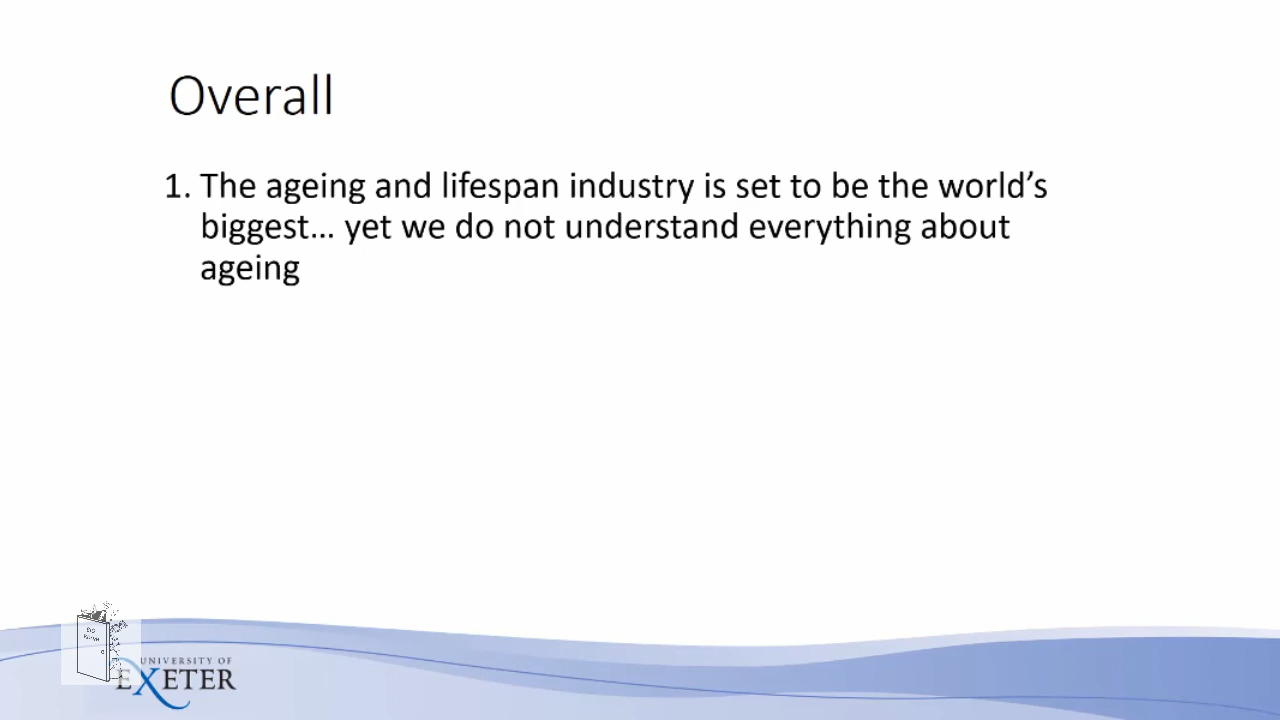 Overall
1. The ageing and lifespan industry is set to be the world’s
biggest… yet we do not understand everything about
ageing
UNIVERSITY OF
EXETER